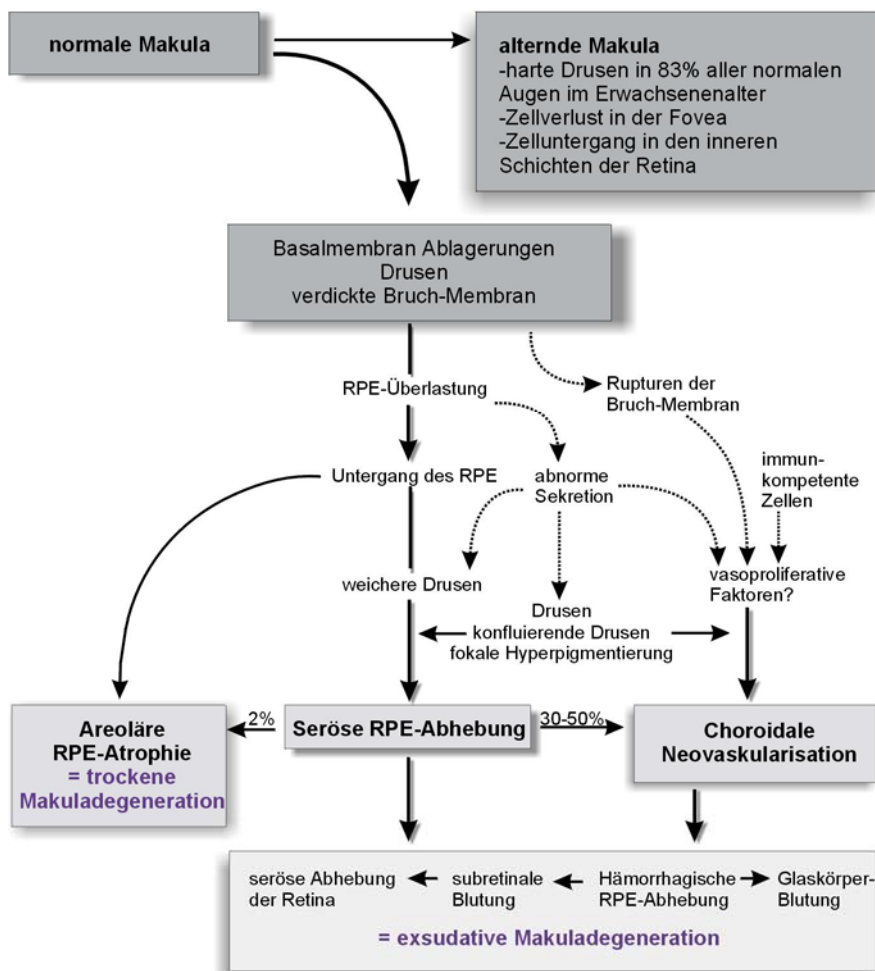 normale Makula
alternde Makula
-harte Drusen in 83% aller normalen
Augen im Erwachsenenalter
-Zellverlust in der Fovea
-Zelluntergang in den inneren
Schichten der Retina
Basalmembran Ablagerungen
Drusen
verdickte Bruch-Membran
RPE-Überlastung
Rupturen der
Bruch-Membran
Untergang des RPE
abnorme
Sekretion
immun-
kompetente
Zellen
weichere Drusen
vasoproliferative
Faktoren?
Drusen
konfluierende Drusen
fokale Hyperpigmentierung
Areoläre
RPE-Atrophie
= trockene
Makuladegeneration
2%
Seröse RPE-Abhebung
30-50%
Choroidale
Neovaskularisation
seröse Abhebung
der Retina
subretinale
Blutung
Hämorrhagische
RPE-Abhebung
Glaskörper-
Blutung
= exsudative Makuladegeneration